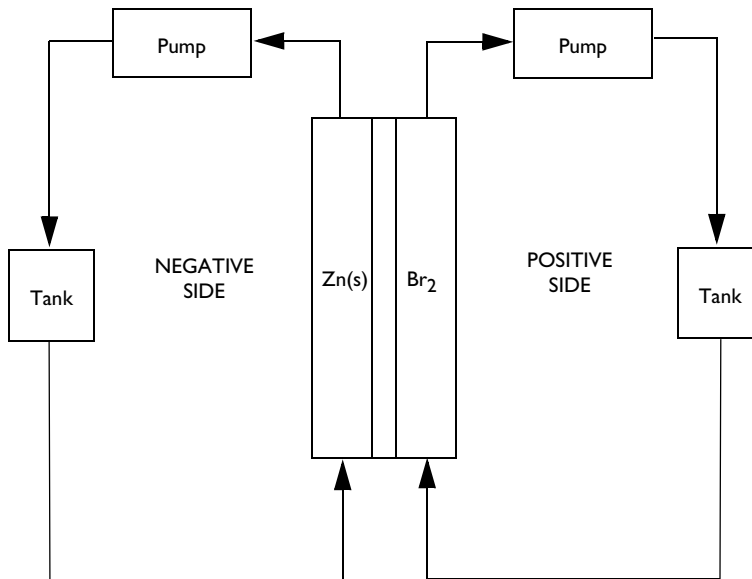 Pump
Pump
NEGATIVE
SIDE
POSITIVE
SIDE
Zn(s)
Br2
Tank
Tank